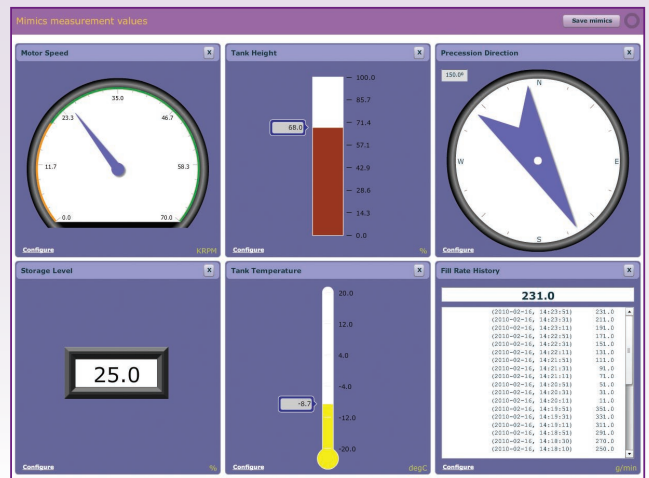 Mimics measurement values
Save mimics
Motor Speed
X
35.0
23.3
46.7
11.7
58.3
0.0
70.0
Configure
KRPM
Tank Height
X
100.0
85.7
71.4
68.0
57.1
42.9
28.6
14.3
0.0
Configure
%
Precession Direction
X
150.0º
N
W
E
S
Configure
Storage Level
X
25.0
Configure
%
Tank Temperature
X
20.0
12.0
4.0
-4.0
-8.7
-12.0
-20.0
Configure
degC
Fill Rate History
X
231.0
(2010-02-16, 14:23:51) 231.0
(2010-02-16, 14:23:31) 211.0
(2010-02-16, 14:23:11) 191.0
(2010-02-16, 14:22:51) 171.0
(2010-02-16, 14:22:31) 151.0
(2010-02-16, 14:22:11) 131.0
(2010-02-16, 14:21:51) 111.0
(2010-02-16, 14:21:31) 91.0
(2010-02-16, 14:21:11) 71.0
(2010-02-16, 14:20:51) 51.0
(2010-02-16, 14:20:31) 31.0
(2010-02-16, 14:20:11) 11.0
(2010-02-16, 14:19:51) 351.0
(2010-02-16, 14:19:31) 331.0
(2010-02-16, 14:19:11) 311.0
(2010-02-16, 14:18:51) 291.0
(2010-02-16, 14:18:30) 270.0
(2010-02-16, 14:18:10) 250.0
Configure
g/min